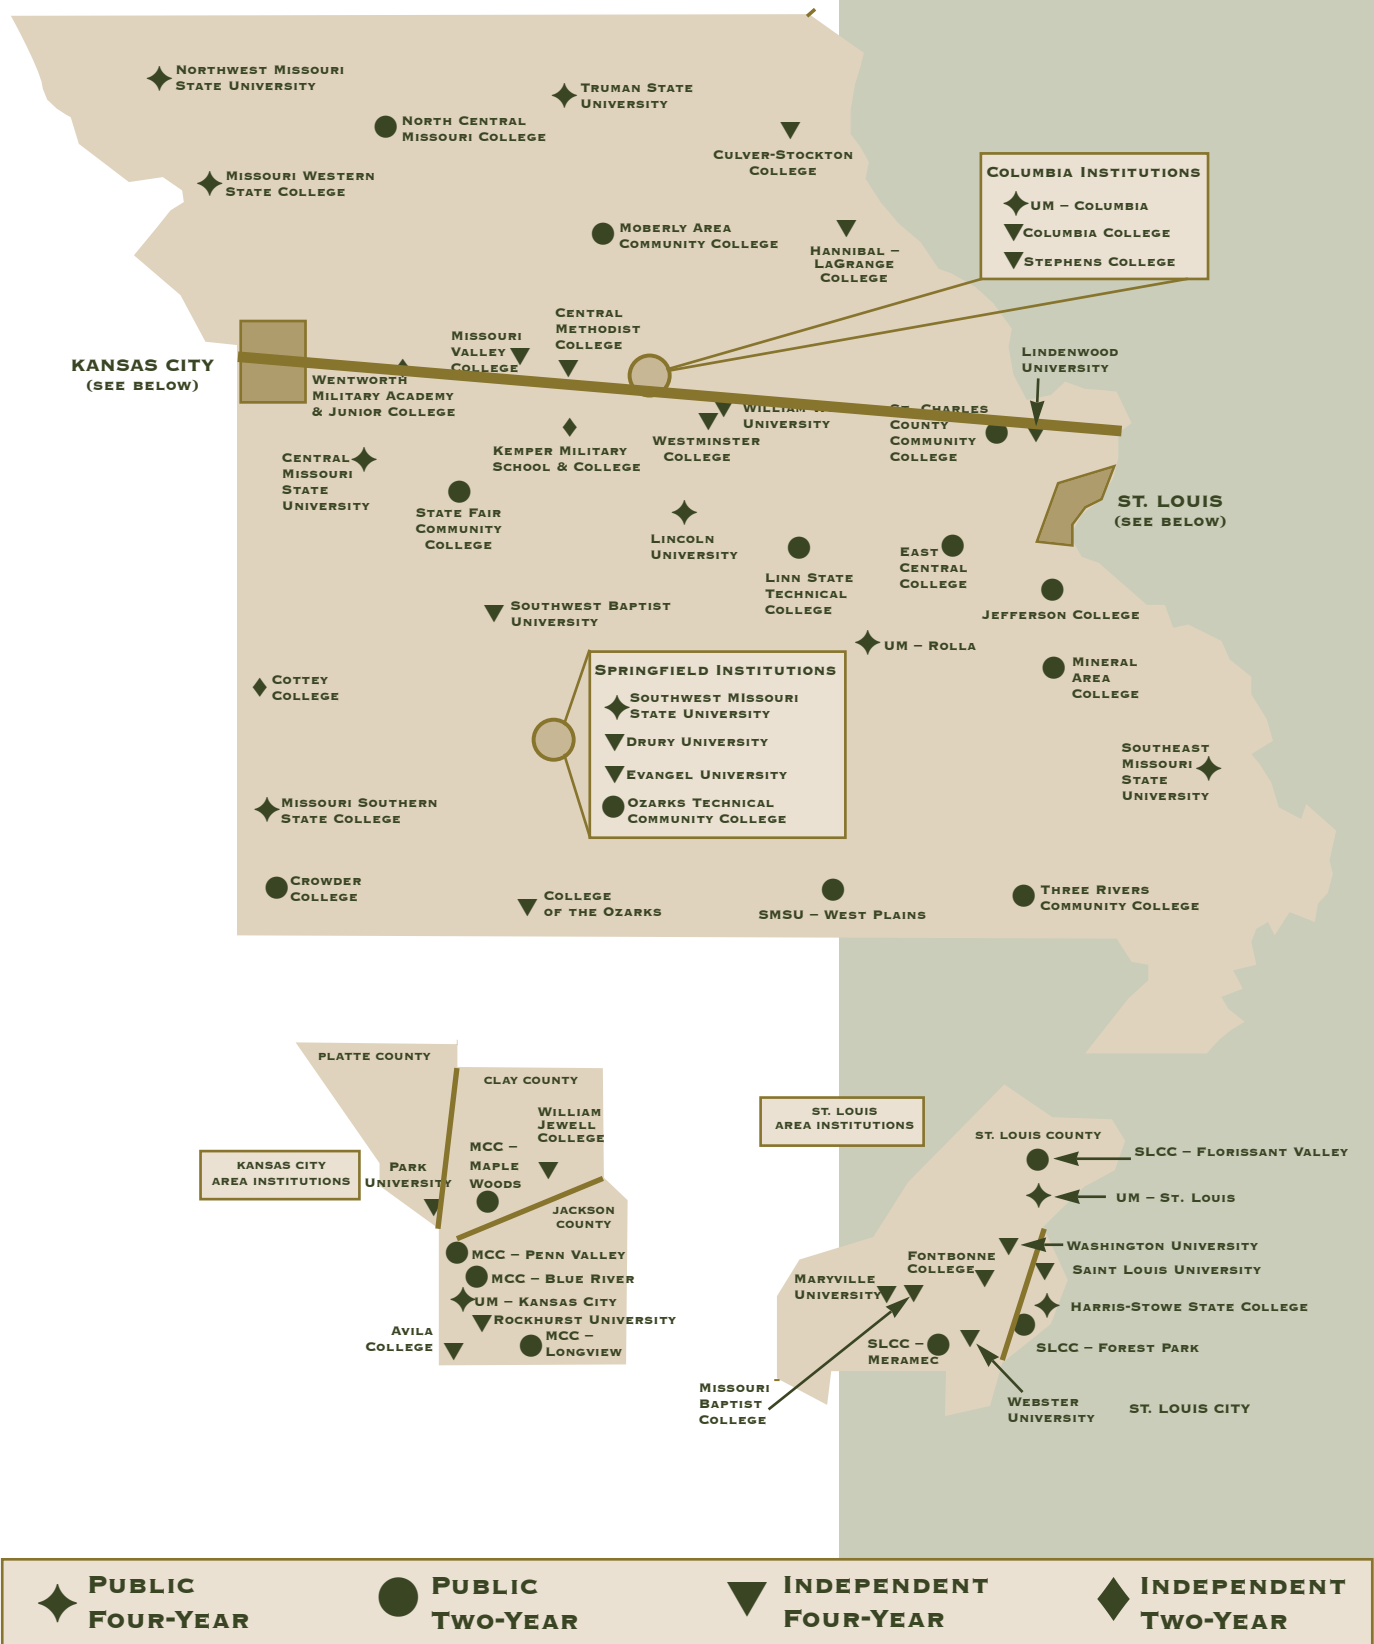 Northwest Missouri
State University
Truman State
University
North Central
Missouri College
Culver-Stockton
College
Missouri Western
State College
Columbia Institutions
UM – Columbia
Columbia College
Stephens College
Moberly Area
Community College
Hannibal –
LaGrange
College
Central
Methodist
College
Missouri
Valley
College
KANSAS CITY
(SEE BELOW)
Wentworth
Military Academy
& Junior College
Lindenwood
University
William
University
Westminster
College
St. Charles
County
Community
College
Kemper Military
School & College
Central
Missouri
State
University
State Fair
Community
College
Lincoln
University
ST. LOUIS
(SEE BELOW)
Linn State
Technical
College
East
Central
College
Jefferson College
Southwest Baptist
University
UM – Rolla
Mineral
Area
College
Cottey
College
Springfield Institutions
Southwest MIssouri
State University
Drury University
Evangel University
Ozarks Technical
Community College
Southeast
Missouri
State
University
Missouri Southern
State College
Crowder
College
College
of the Ozarks
SMSU – West Plains
Three Rivers
Community College
PLATTE COUNTY
CLAY COUNTY
William
Jewell
College
MCC –
Maple
Woods
Park
University
KANSAS CITY
AREA INSTITUTIONS
JACKSON
COUNTY
MCC – Penn Valley
MCC – Blue River
UM – Kansas City
Rockhurst University
MCC –
Longview
Avila
College
ST. LOUIS
AREA INSTITUTIONS
ST. LOUIS COUNTY
SLCC – Florissant Valley
UM – St. Louis
Washington University
Fontbonne
College
Saint Louis University
Maryville
University
Harris-Stowe State College
SLCC –
Meramec
SLCC – Forest Park
Missouri
Baptist
College
Webster
University
ST. LOUIS CITY
Public
Four-Year
Public
Two-Year
Independent
Four-Year
Independent
Two-Year